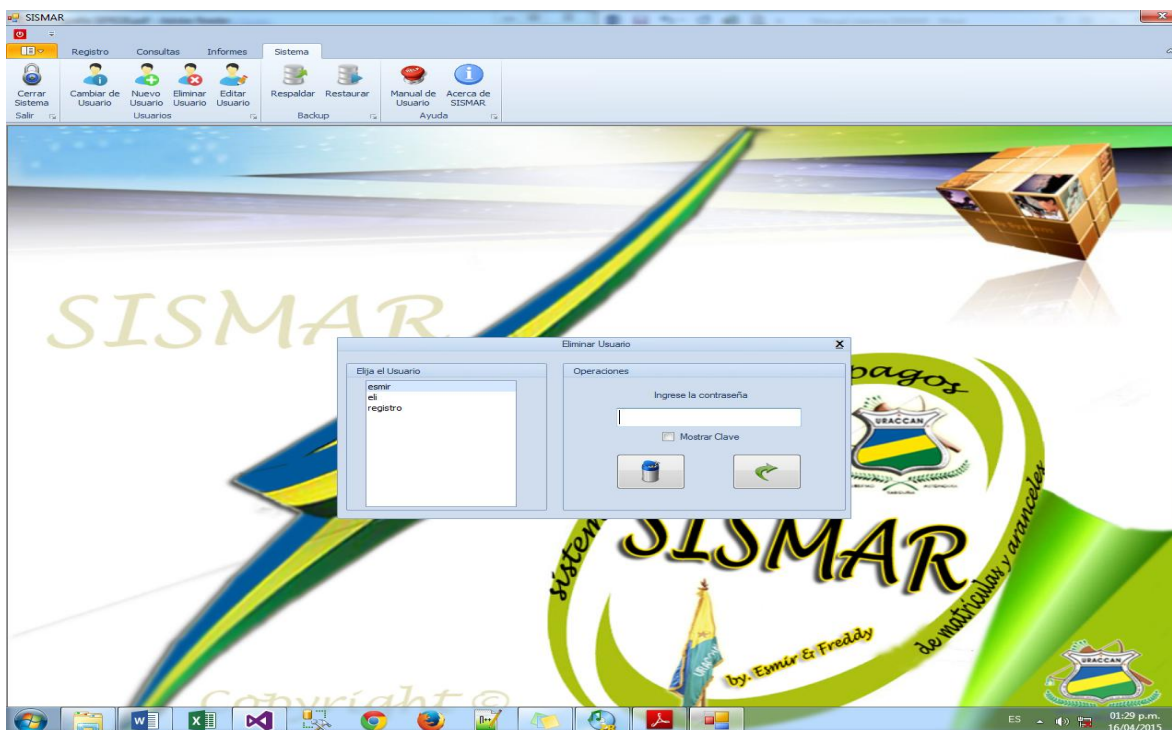 SISMAR
Registro Consultas Informes Sistema
Cerrar Sistema
Cambiar de Usuario
Nuevo Usuario
Eliminar Usuario
Editar Usuario
Respaldar
Restaurar
Manual de Usuario
Acerca de SISMAR
Salir Usuarios Backup Ayuda
SISMAR
Eliminar Usuario
Elija el Usuario
esmir
eli
registro
Operaciones
Ingrese la contraseña
Mostrar Clave
pagos
URACCAN
sistem
SISMAR
de matrículas y aranceles
by. Esmir & Freddy
URACCAN
Copyright ©
ES
01:29 p.m.
16/04/2015